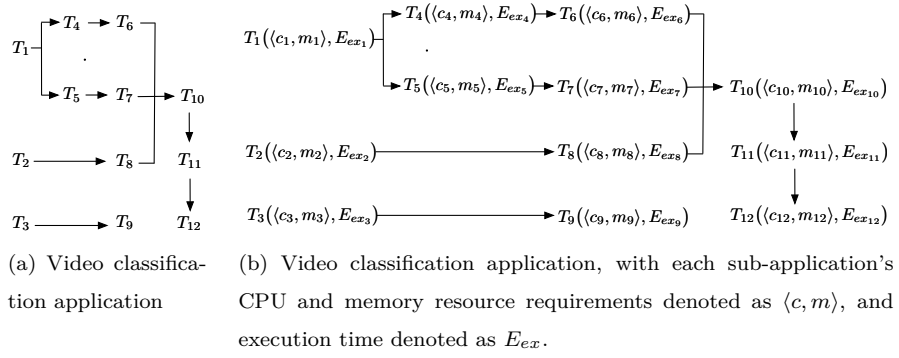 T4 T6
T1
T5 T7 T10
T2 T8 T11
T3 T9 T12
(a) Video classifica-
tion application
T4(⟨c4, m4⟩, Eex4) T6(⟨c6, m6⟩, Eex6)
T1(⟨c1, m1⟩, Eex1)
T5(⟨c5, m5⟩, Eex5) T7(⟨c7, m7⟩, Eex7) T10(⟨c10, m10⟩, Eex10)
T2(⟨c2, m2⟩, Eex2) T8(⟨c8, m8⟩, Eex8) T11(⟨c11, m11⟩, Eex11)
T3(⟨c3, m3⟩, Eex3) T9(⟨c9, m9⟩, Eex9) T12(⟨c12, m12⟩, Eex12)
(b) Video classification application, with each sub-application's
CPU and memory resource requirements denoted as ⟨c, m⟩, and
execution time denoted as Eex.